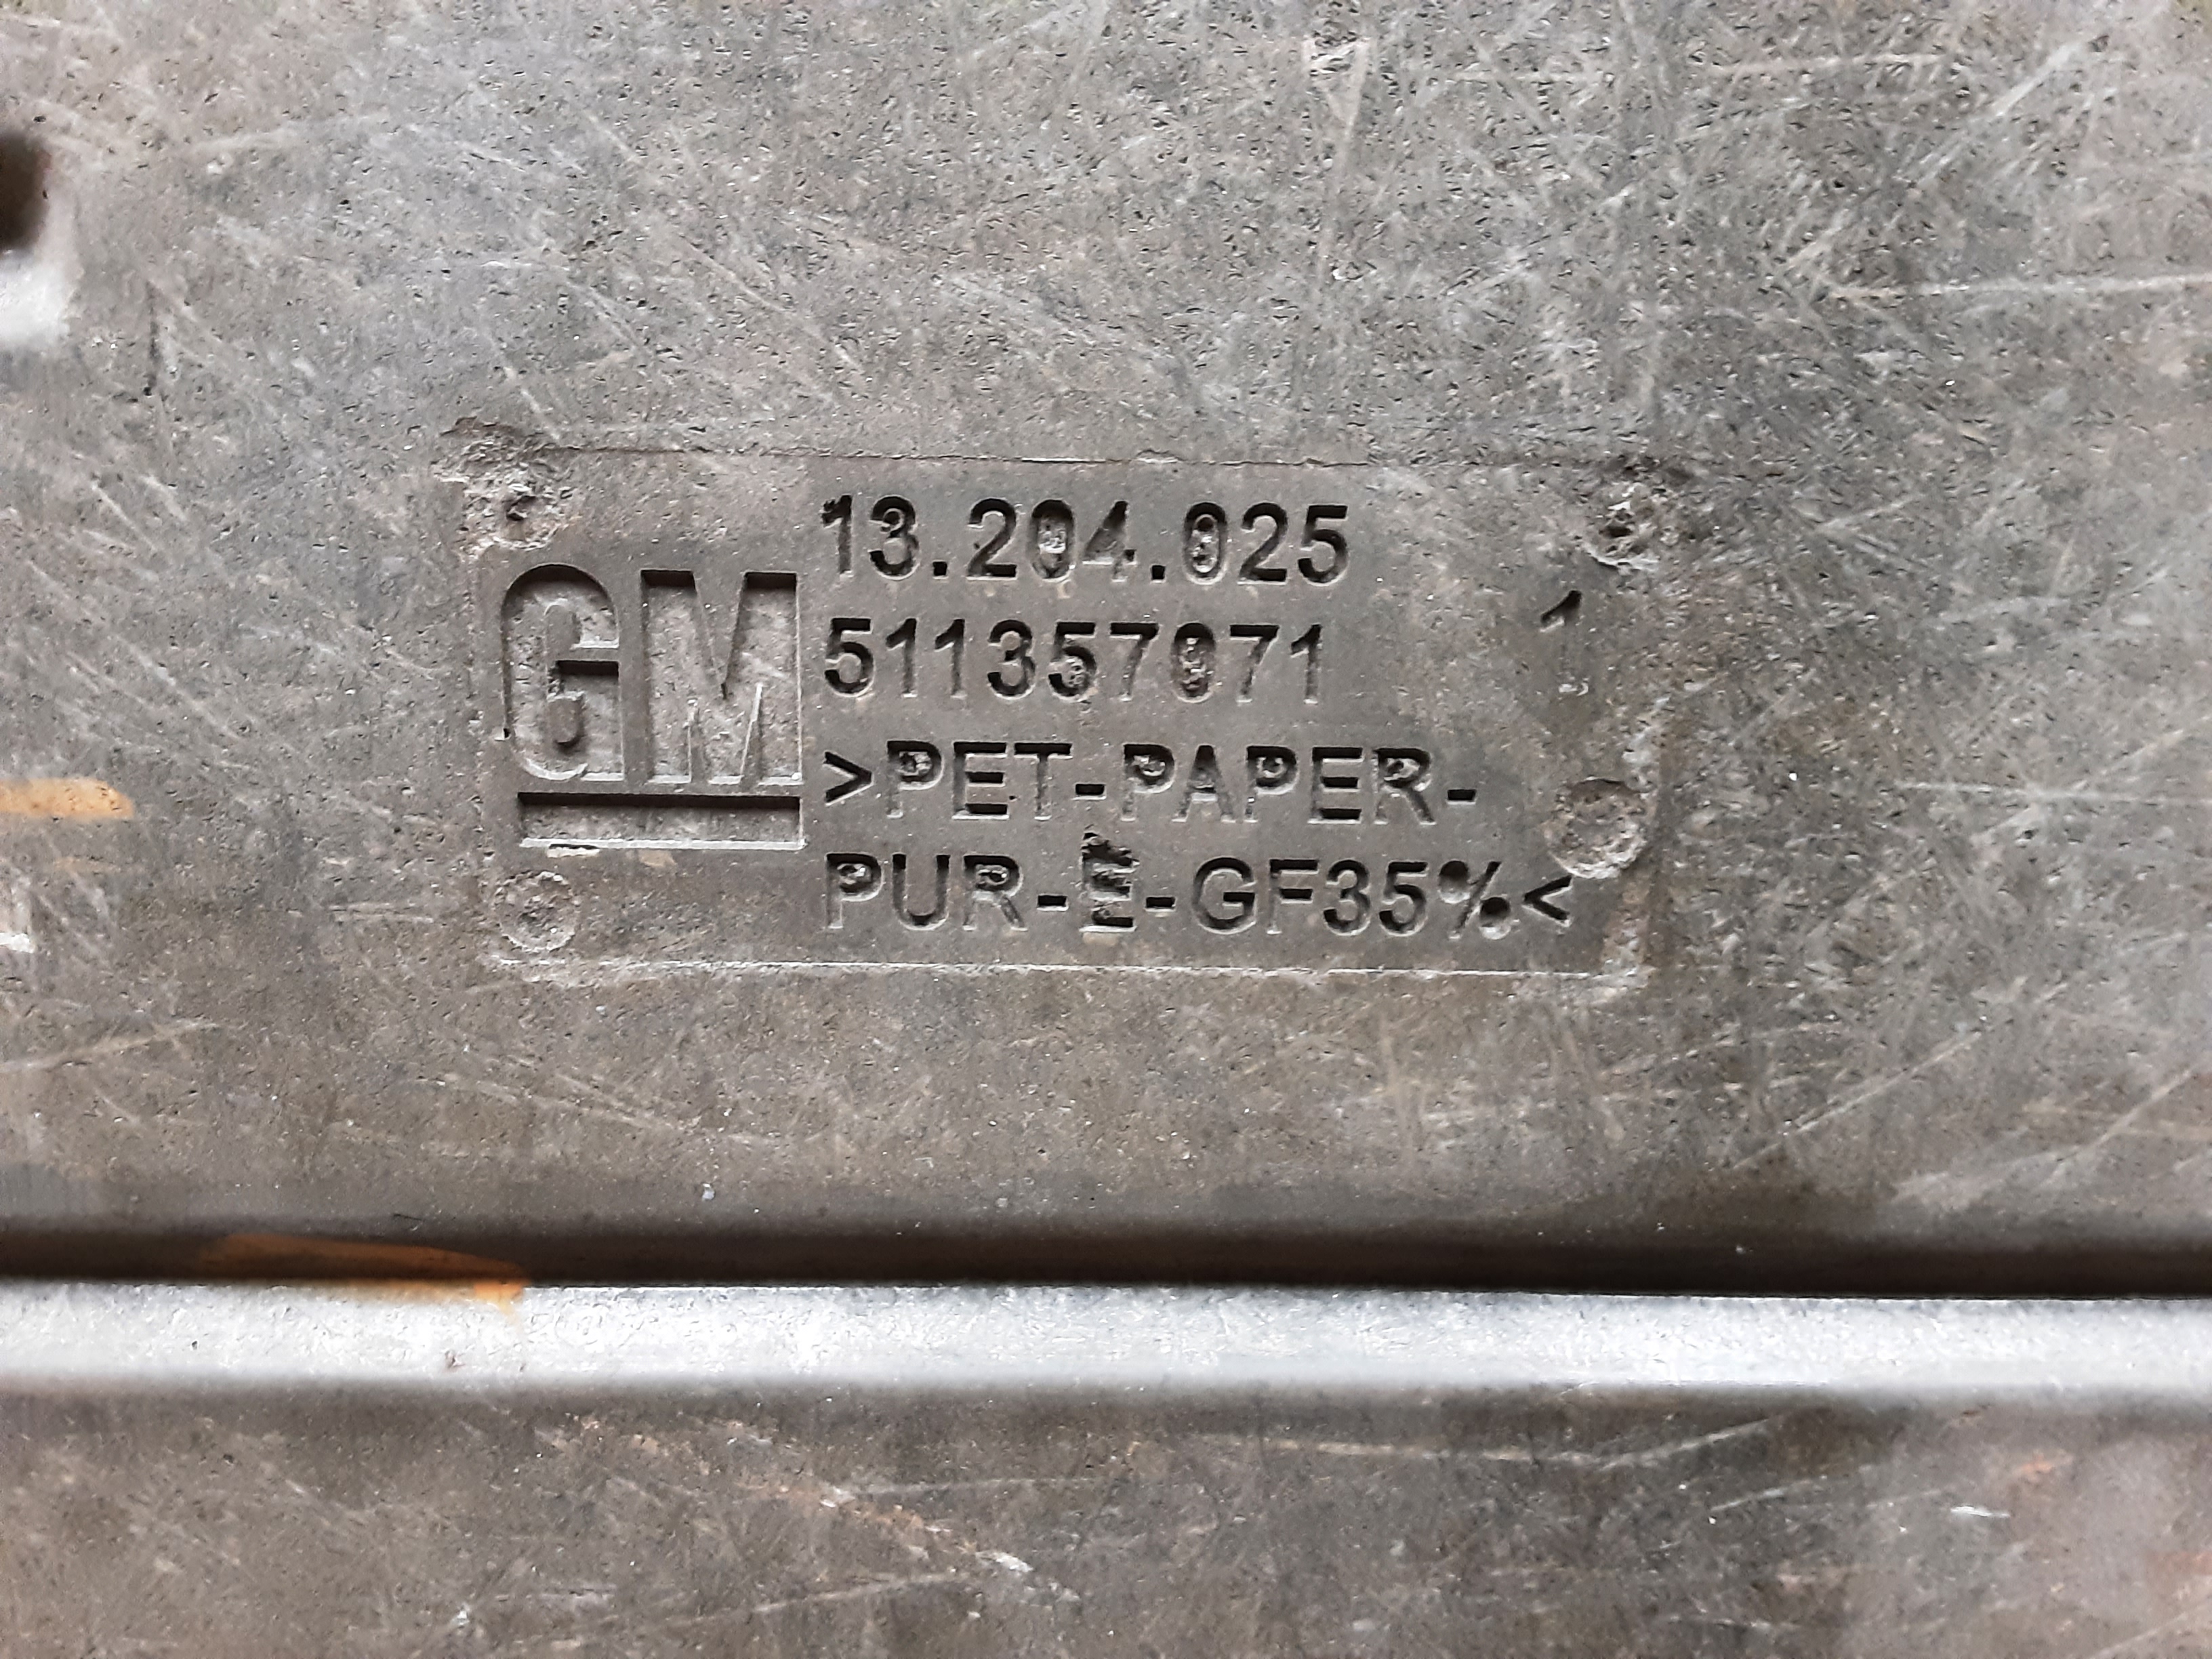 GM
13.204.025
511357071
1
>PET-PAPER-
PUR-E-GF35%<